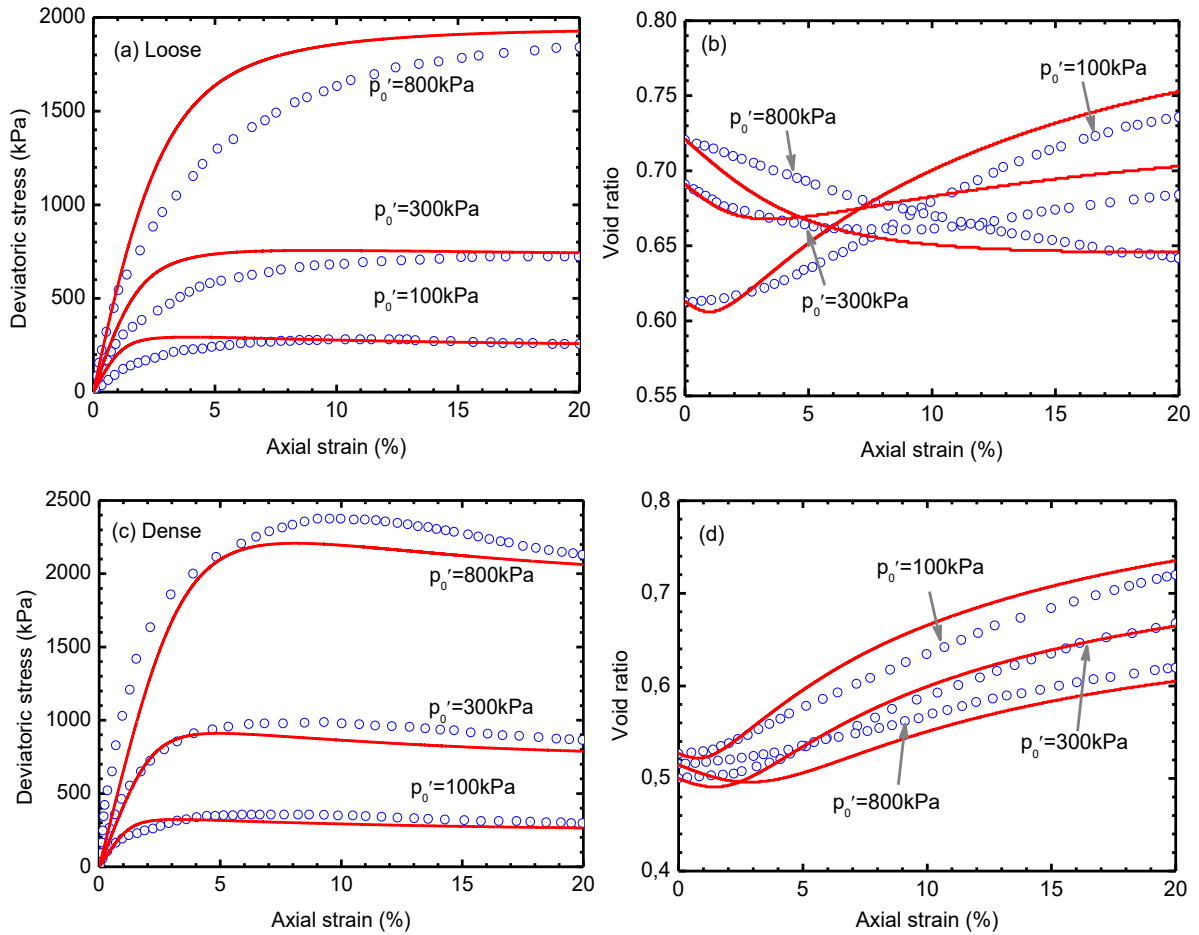 (a) Loose
p0′=800kPa
p0′=300kPa
p0′=100kPa
2000
1500
1000
500
0
0
5
10
15
20
Deviatoric stress (kPa)
Axial strain (%)
(b)
p0′=100kPa
p0′=800kPa
p0′=300kPa
0.80
0.75
0.70
0.65
0.60
0.55
0
5
10
15
20
Void ratio
Axial strain (%)
(c) Dense
p0′=800kPa
p0′=300kPa
p0′=100kPa
2500
2000
1500
1000
500
0
0
5
10
15
20
Deviatoric stress (kPa)
Axial strain (%)
(d)
p0′=100kPa
p0′=300kPa
p0′=800kPa
0,8
0,7
0,6
0,5
0,4
0
5
10
15
20
Void ratio
Axial strain (%)